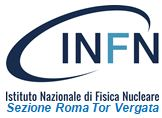 INFN
Istituto Nazionale di Fisica Nucleare
Sezione Roma Tor Vergata